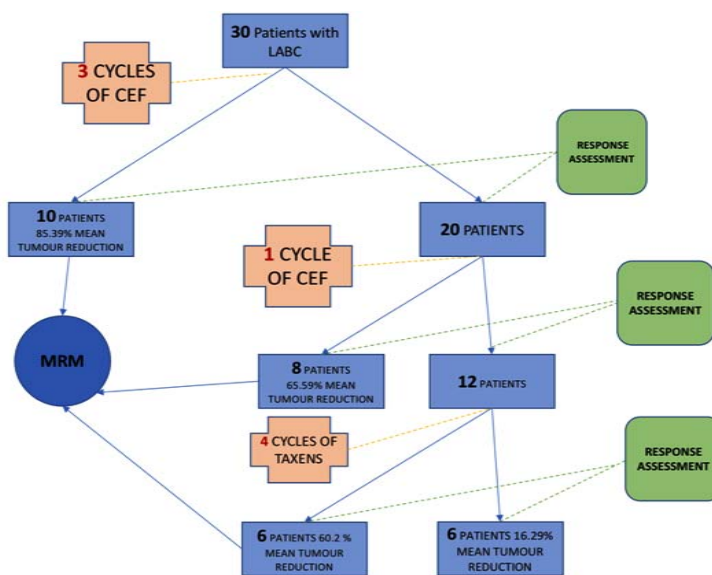 30 Patients with
LABC
3 CYCLES
OF CEF
RESPONSE
ASSESSMENT
10 PATIENTS
85.39% MEAN
TUMOUR REDUCTION
20 PATIENTS
1 CYCLE
OF CEF
RESPONSE
ASSESSMENT
MRM
8 PATIENTS
65.59% MEAN
TUMOUR REDUCTION
12 PATIENTS
4 CYCLES OF
TAXENS
RESPONSE
ASSESSMENT
6 PATIENTS 60.2 %
MEAN TUMOUR
REDUCTION
6 PATIENTS 16.29%
MEAN TUMOUR
REDUCTION